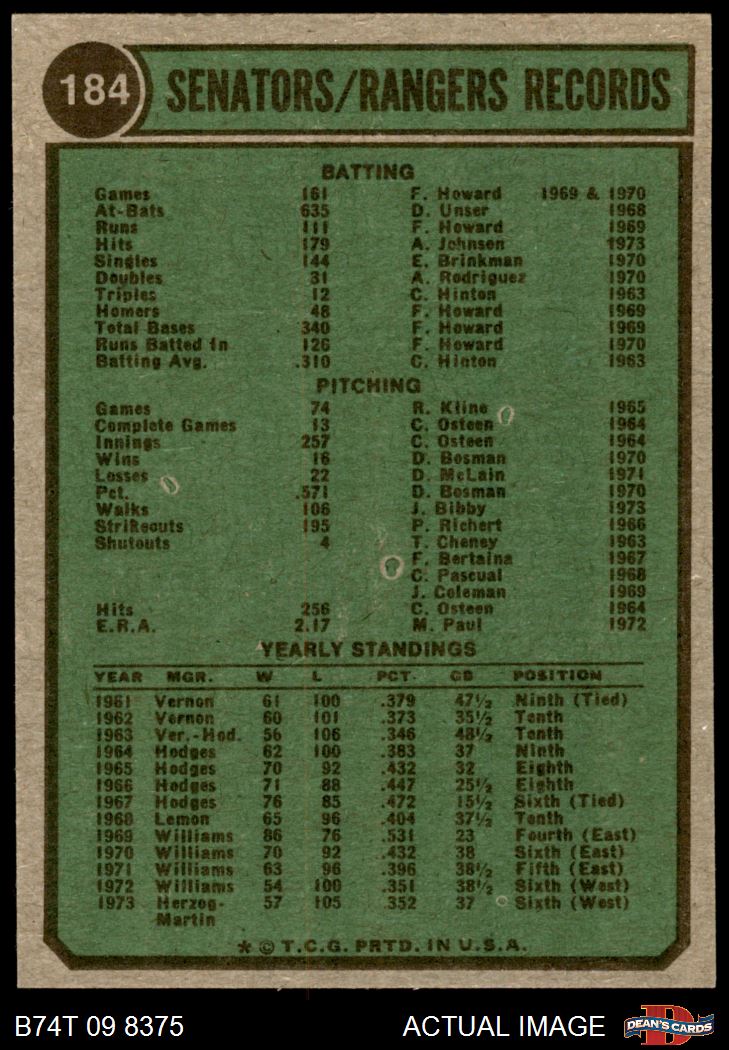 184 SENATORS/RANGERS RECORDS
BATTING
Games 161 F. Howard 1969 & 1970
At-Bats 635 D. Unser 1968
Runs 111 F. Howard 1969
Hits 179 A. Johnson 1973
Singles 144 E. Brinkman 1970
Doubles 31 A. Rodriguez 1970
Triples 12 C. Hinton 1963
Homers 48 F. Howard 1969
Total Bases 340 F. Howard 1969
Runs Batted In 126 F. Howard 1970
Batting Avg. .310 C. Hinton 1963
PITCHING
Games 74 R. Kline 1965
Complete Games 13 C. Osteen 1964
Innings 257 C. Osteen 1964
Wins 16 D. Bosman 1970
Losses 22 D. McLain 1971
Pct. .571 D. Bosman 1970
Walks 106 J. Bibby 1973
Strikeouts 195 P. Richert 1966
Shutouts 4 T. Cheney 1963
F. Bertaina 1967
C. Pascual 1968
J. Coleman 1969
Hits 256 C. Osteen 1964
E.R.A. 2.17 M. Paul 1972
YEARLY STANDINGS
YEAR MGR. W L PCT. GB POSITION
1961 Vernon 61 100 .379 47½ Ninth (Tied)
1962 Vernon 60 101 .373 35½ Tenth
1963 Ver.-Hod. 56 106 .346 48½ Tenth
1964 Hodges 62 100 .383 37 Ninth
1965 Hodges 70 92 .432 32 Eighth
1966 Hodges 71 88 .447 25½ Eighth
1967 Hodges 76 85 .472 15½ Sixth (Tied)
1968 Lemon 65 96 .404 37½ Tenth
1969 Williams 86 76 .531 23 Fourth (East)
1970 Williams 70 92 .432 38 Sixth (East)
1971 Williams 63 96 .396 38½ Fifth (East)
1972 Williams 54 100 .351 38½ Sixth (West)
1973 Herzog- 57 105 .352 37 Sixth (West)
Martin
* © T.C.G. PRTD. IN U.S.A.
B74T 09 8375 ACTUAL IMAGE D DEAN'S CARDS